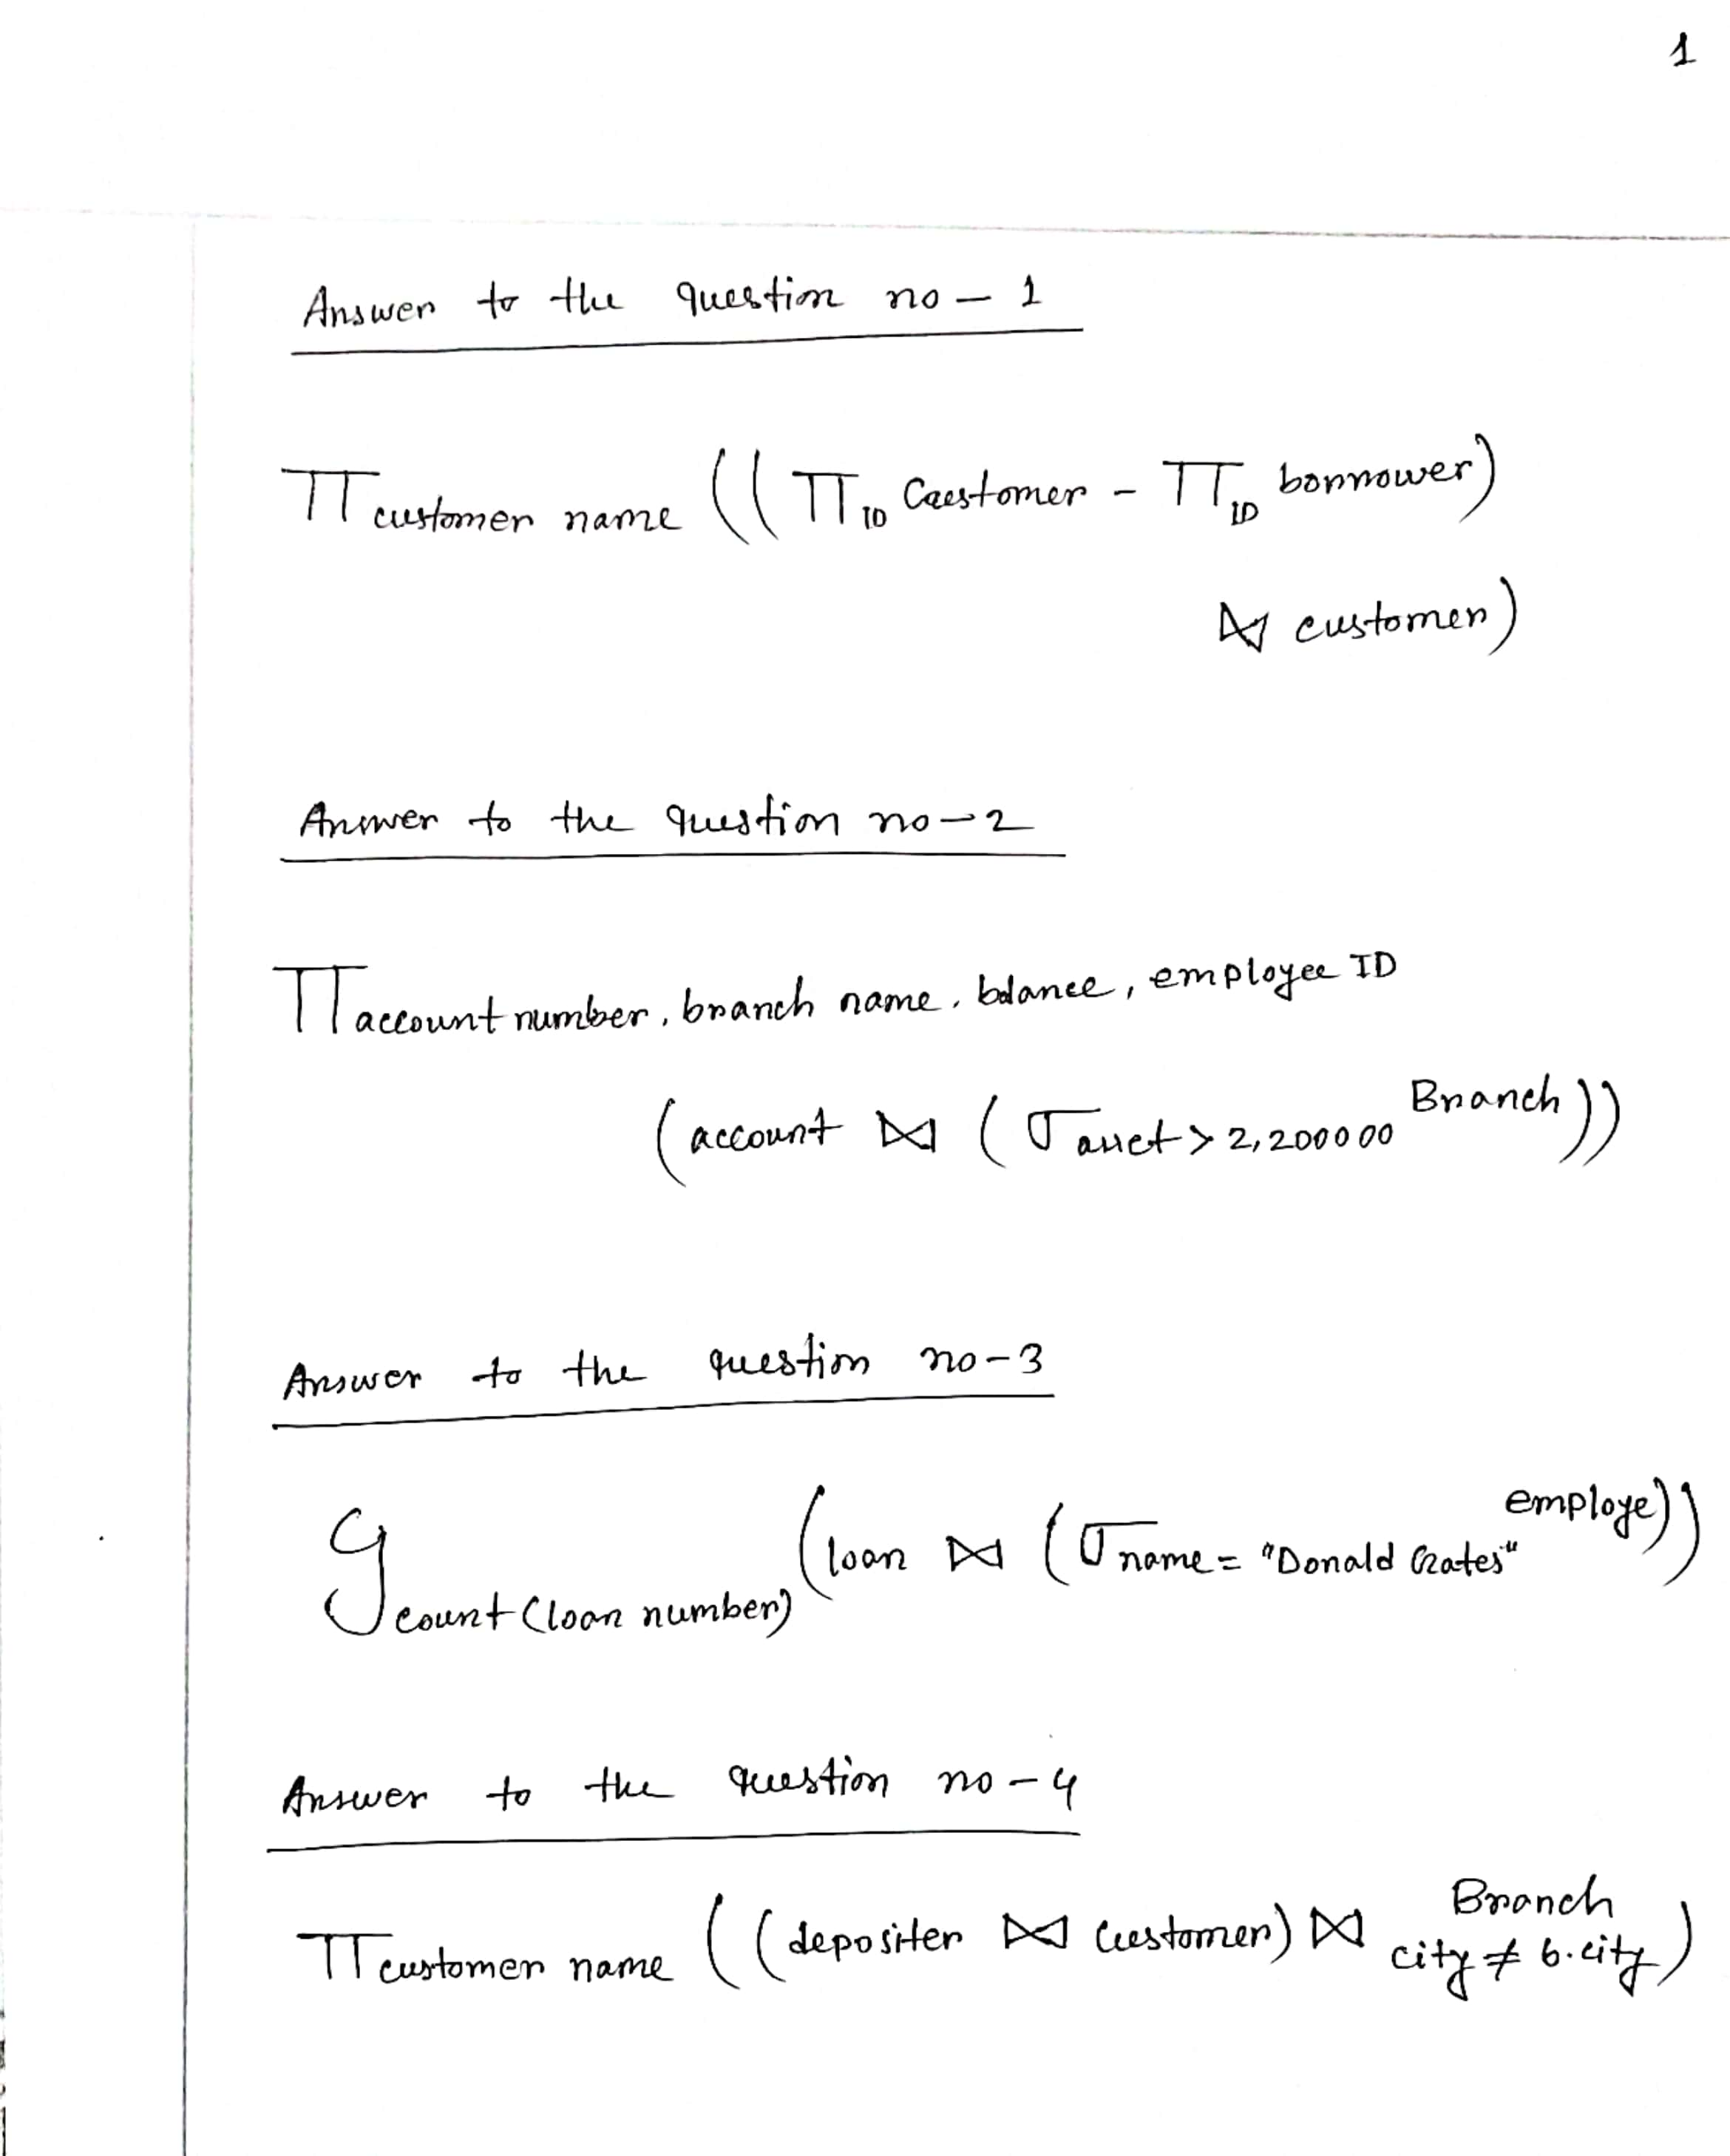 1
Answer to the question no - 1
π customer name ((π ID Customer - π ID borrower)
⋈ customer)
Answer to the question no - 2
π account number, branch name, balance, employee ID
(account ⋈ (σ asset > 2,200000 Branch))
Answer to the question no - 3
G count (loan number) (loan ⋈ (σ name = "Donald Gates" employe))
Answer to the question no - 4
π customer name ((depositer ⋈ Customer) ⋈ Branch
city ≠ b.city)